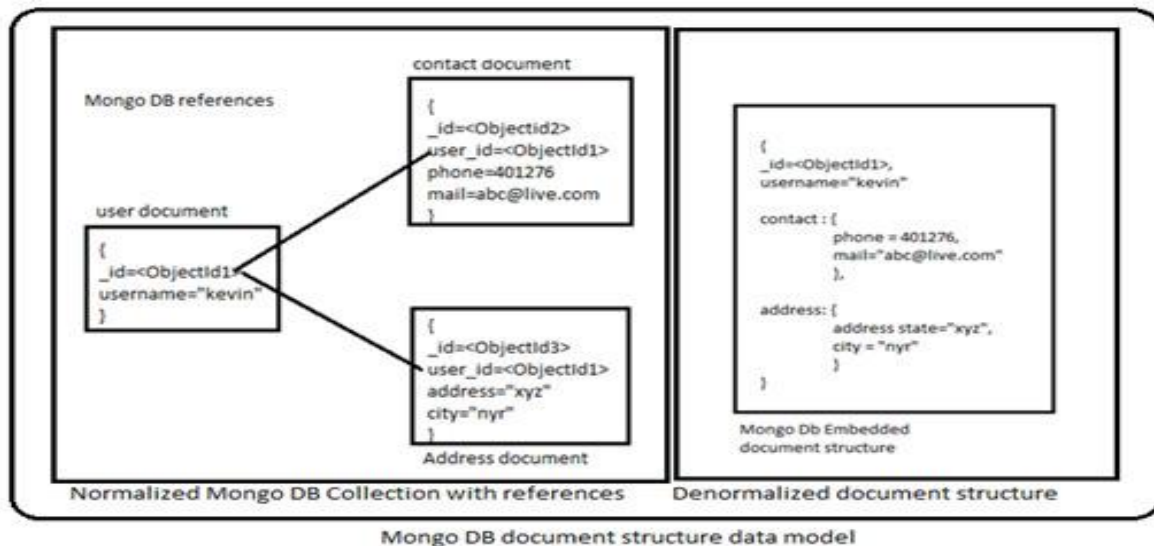 contact document
Mongo DB references
{
_id=<Objectid2>
user_id=<ObjectId1>
phone=401276
mail=abc@live.com
}
user document
{
_id=<ObjectId1>
username="kevin"
}
{
_id=<ObjectId3>
user_id=<ObjectId1>
address="xyz"
city="nyr"
}
Address document
Normalized Mongo DB Collection with references
{
_id=<ObjectId1>,
username="kevin"
contact : {
phone = 401276,
mail="abc@live.com"
},
address: {
address state="xyz",
city = "nyr"
}
}
Mongo Db Embedded
document structure
Denormalized document structure
Mongo DB document structure data model